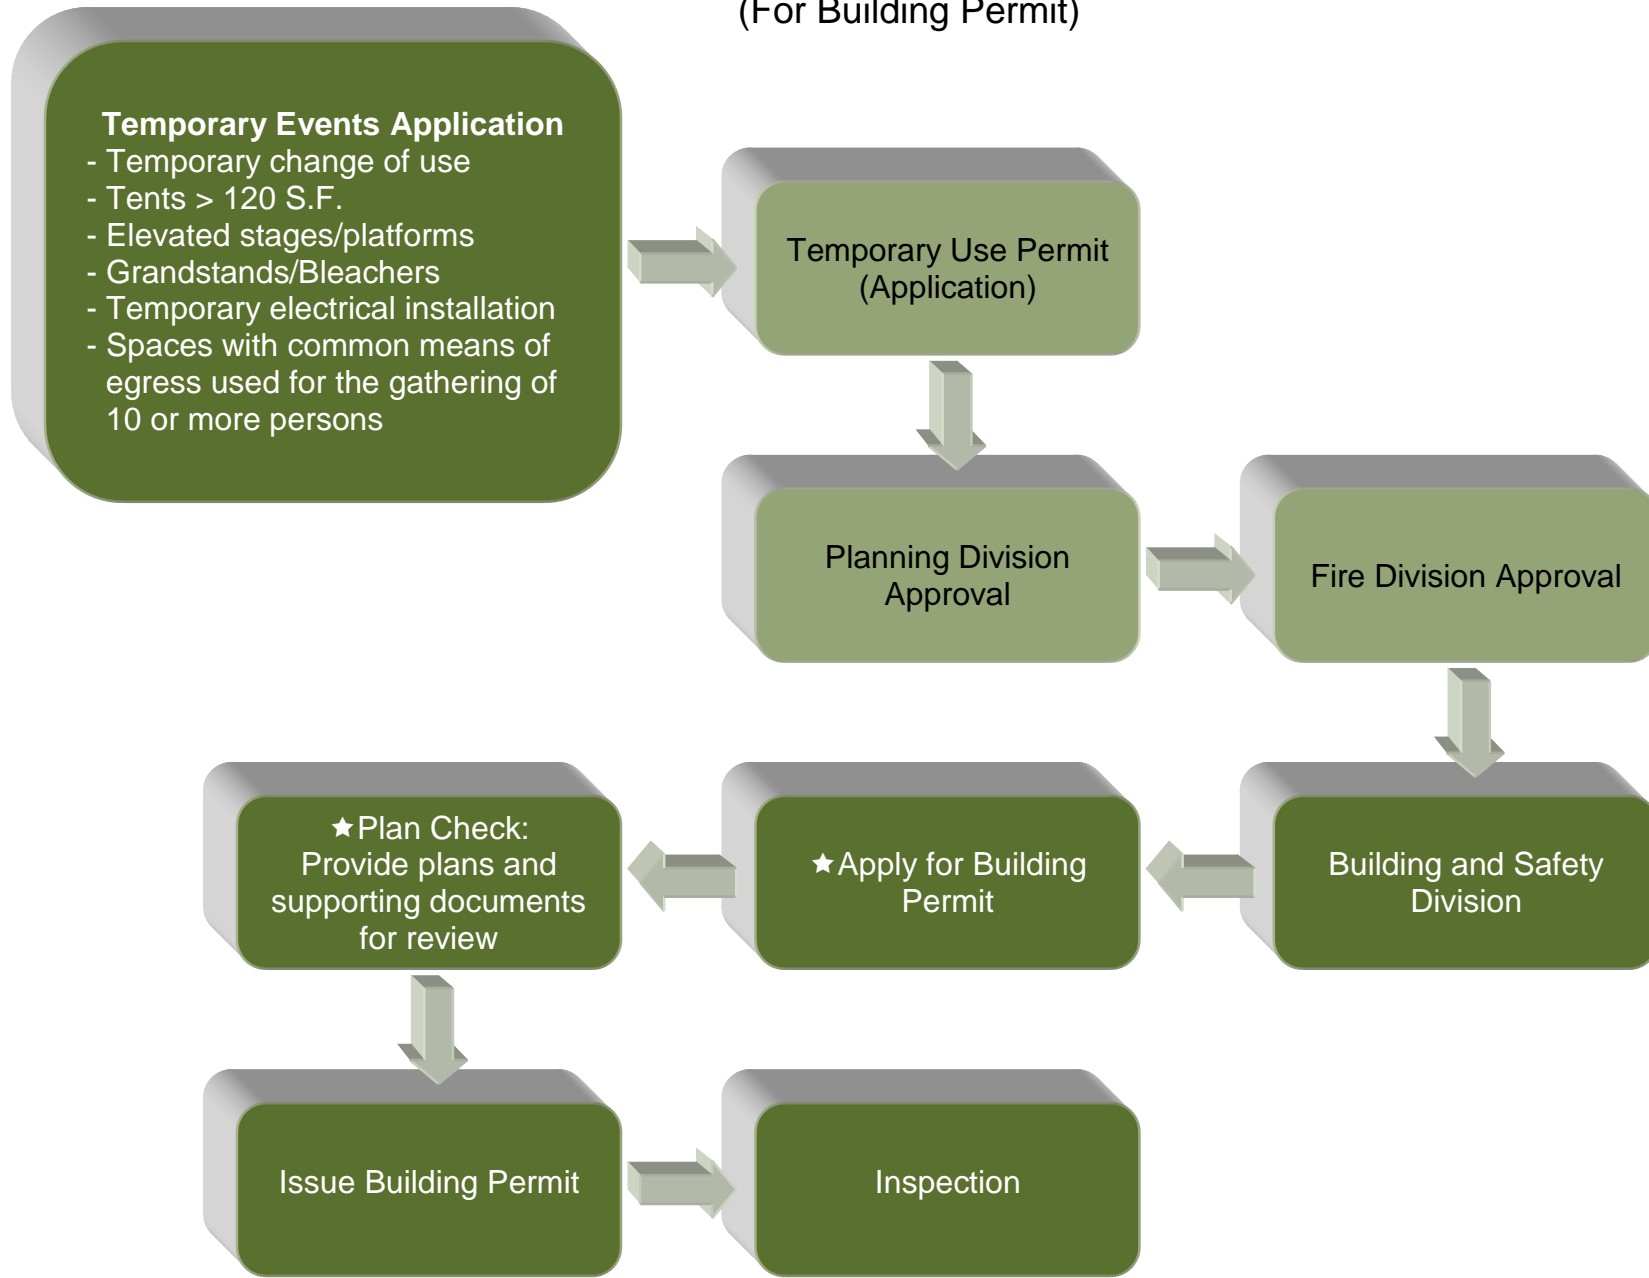 (For Building Permit)
Temporary Events Application
- Temporary change of use
- Tents > 120 S.F.
- Elevated stages/platforms
- Grandstands/Bleachers
- Temporary electrical installation
- Spaces with common means of
egress used for the gathering of
10 or more persons
Temporary Use Permit
(Application)
Planning Division
Approval
Fire Division Approval
Building and Safety
Division
★Apply for Building
Permit
★Plan Check:
Provide plans and
supporting documents
for review
Issue Building Permit
Inspection